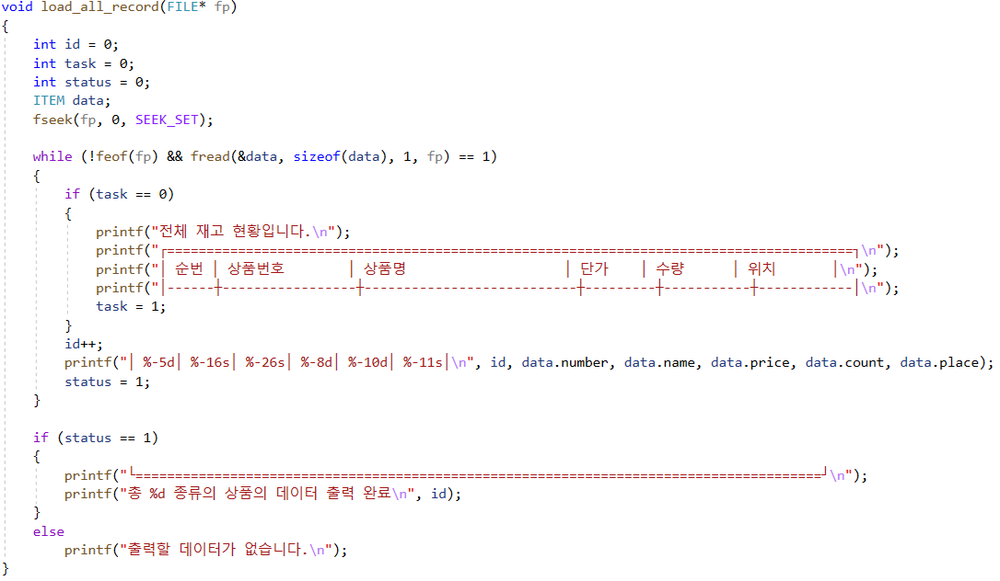 void load_all_record(FILE* fp)
{
    int id = 0;
    int task = 0;
    int status = 0;
    ITEM data;
    fseek(fp, 0, SEEK_SET);

    while (!feof(fp) && fread(&data, sizeof(data), 1, fp) == 1)
    {
        if (task == 0)
        {
            printf("전체 재고 현황입니다.\n");
            printf("┌=======================================================================================┐\n");
            printf("│ 순번 │ 상품번호        │ 상품명                    │ 단가    │ 수량      │ 위치       │\n");
            printf("│------┼-----------------┼---------------------------┼---------┼-----------┼------------│\n");
            task = 1;
        }
        id++;
        printf("│ %-5d│ %-16s│ %-26s│ %-8d│ %-10d│ %-11s│\n", id, data.number, data.name, data.price, data.count, data.place);
        status = 1;
    }

    if (status == 1)
    {
        printf("└=======================================================================================┘\n");
        printf("총 %d 종류의 상품의 데이터 출력 완료\n", id);
    }
    else
        printf("출력할 데이터가 없습니다.\n");
}